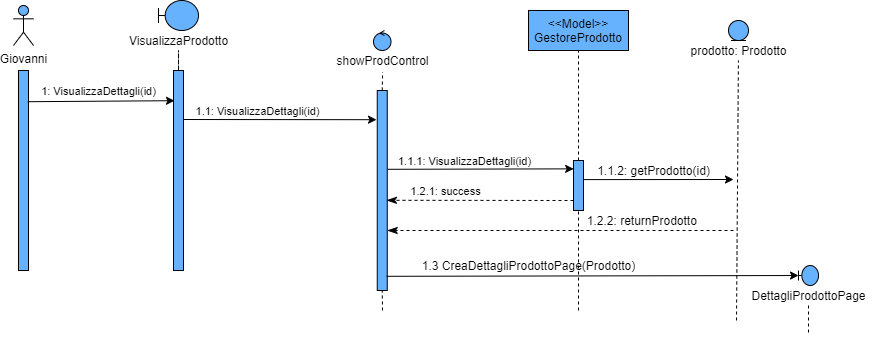 Giovanni
VisualizzaProdotto
showProdControl
<<Model>>
GestoreProdotto
prodotto: Prodotto
1: VisualizzaDettagli(id)
1.1: VisualizzaDettagli(id)
1.1.1: VisualizzaDettagli(id)
1.1.2: getProdotto(id)
1.2.1: success
1.2.2: returnProdotto
1.3 CreaDettagliProdottoPage(Prodotto)
DettagliProdottoPage